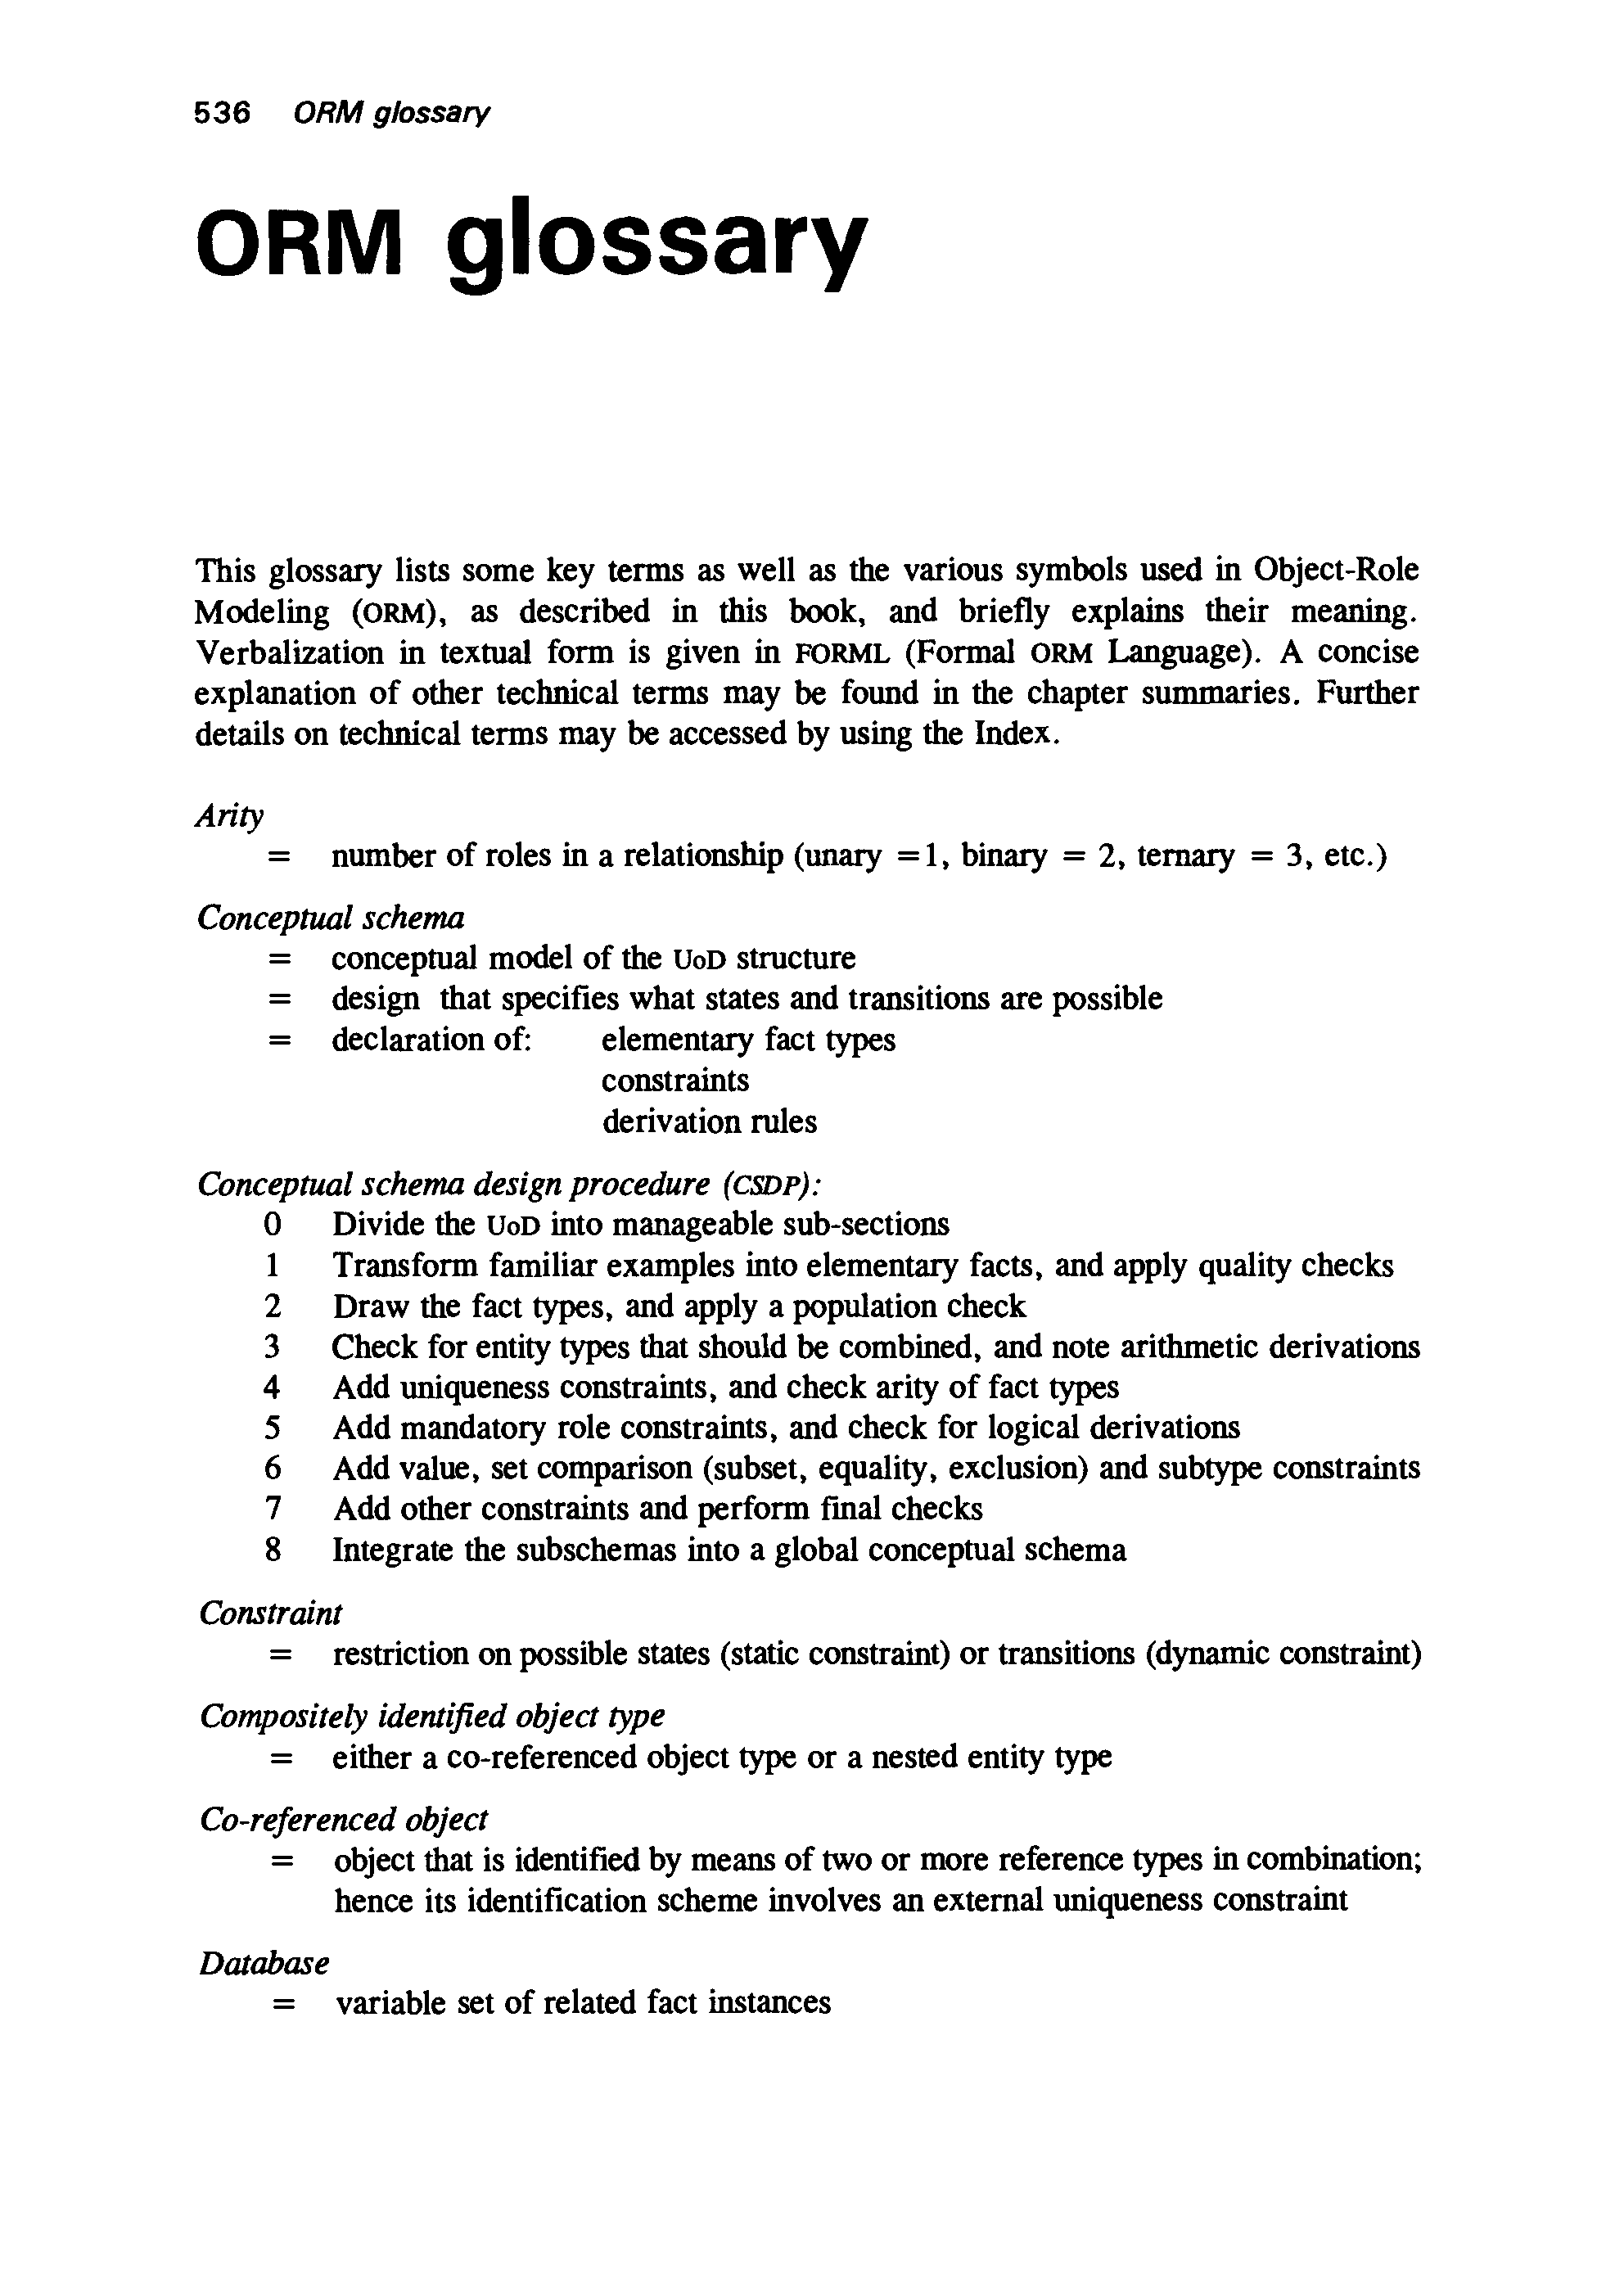 536 ORM glossary
ORM glossary
This glossary lists some key terms as well as the various symbols used in Object-Role
Modeling (ORM), as described in this book, and briefly explains their meaning.
Verbalization in textual form is given in FORML (Formal ORM Language). A concise
explanation of other technical terms may be found in the chapter summaries. Further
details on technical terms may be accessed by using the Index.
Arity
= number of roles in a relationship (unary =1, binary = 2, ternary = 3, etc.)
Conceptual schema
= conceptual model of the UoD structure
= design that specifies what states and transitions are possible
= declaration of: elementary fact types
constraints
derivation rules
Conceptual schema design procedure (CSDP):
0 Divide the UoD into manageable sub-sections
1 Transform familiar examples into elementary facts, and apply quality checks
2 Draw the fact types, and apply a population check
3 Check for entity types that should be combined, and note arithmetic derivations
4 Add uniqueness constraints, and check arity of fact types
5 Add mandatory role constraints, and check for logical derivations
6 Add value, set comparison (subset, equality, exclusion) and subtype constraints
7 Add other constraints and perform final checks
8 Integrate the subschemas into a global conceptual schema
Constraint
= restriction on possible states (static constraint) or transitions (dynamic constraint)
Compositely identified object type
= either a co-referenced object type or a nested entity type
Co-referenced object
= object that is identified by means of two or more reference types in combination;
hence its identification scheme involves an external uniqueness constraint
Database
= variable set of related fact instances